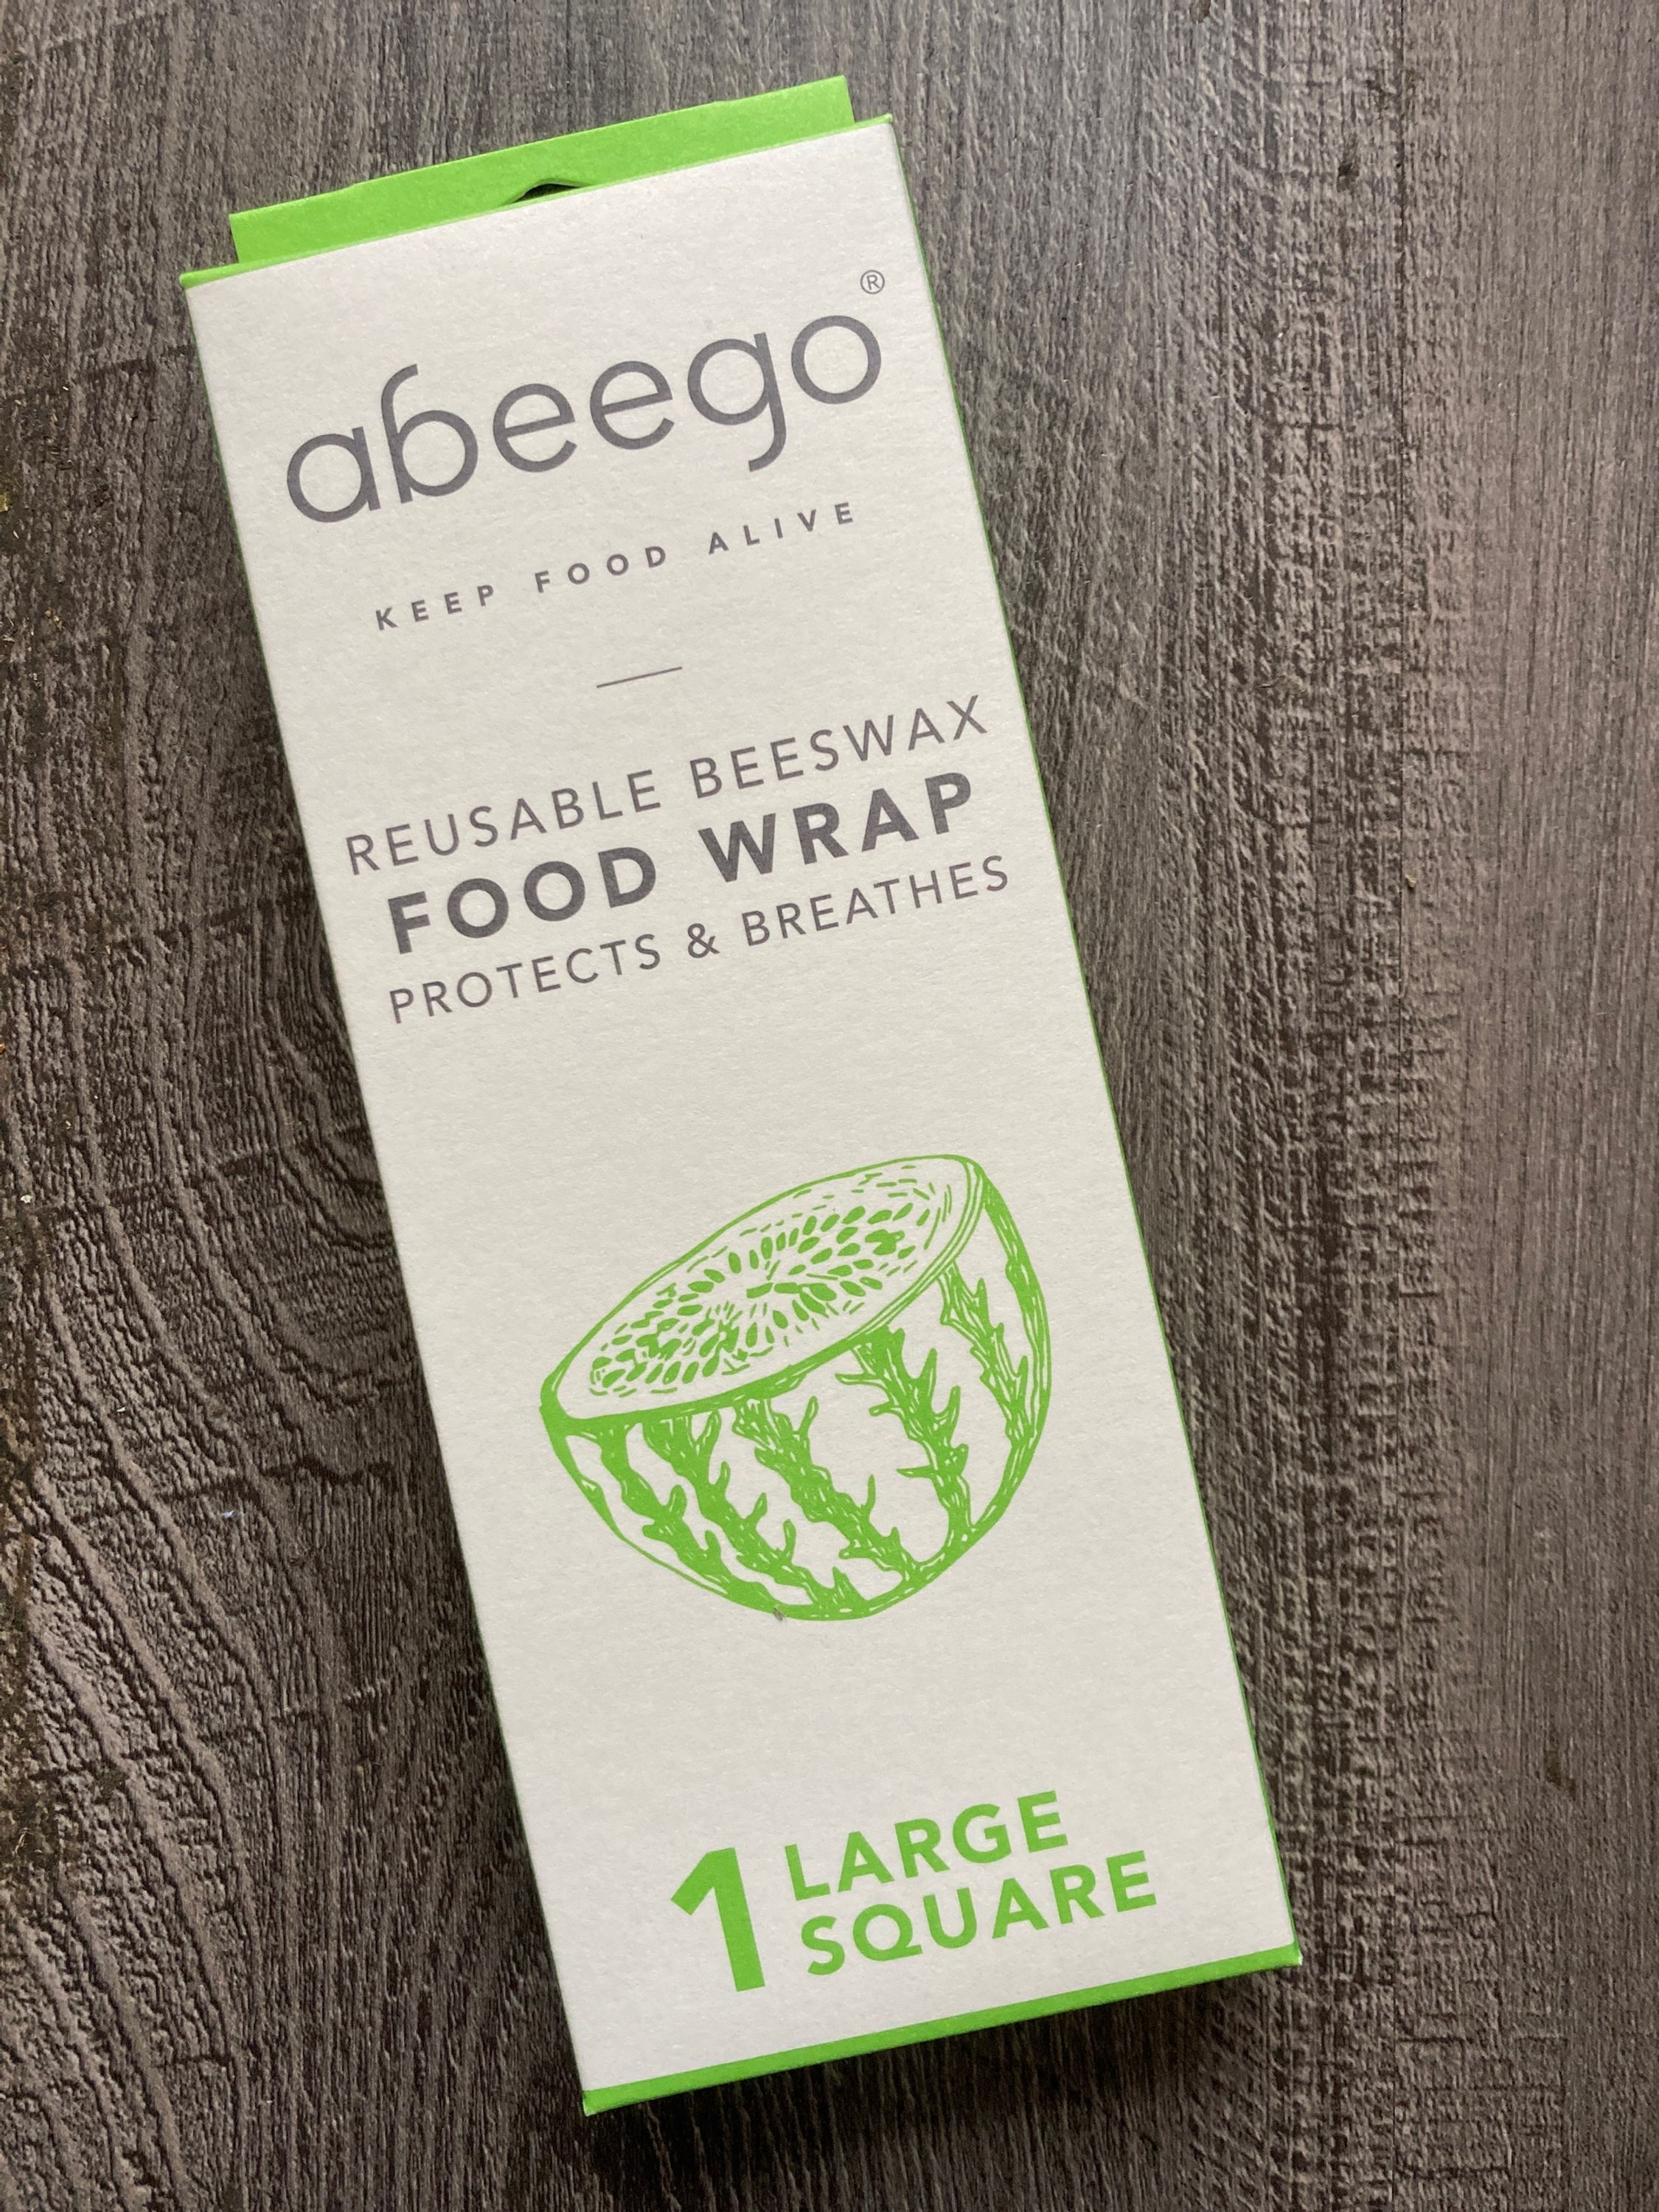 abeego®
KEEP FOOD ALIVE
REUSABLE BEESWAX
FOOD WRAP
PROTECTS & BREATHES
1 LARGE
SQUARE